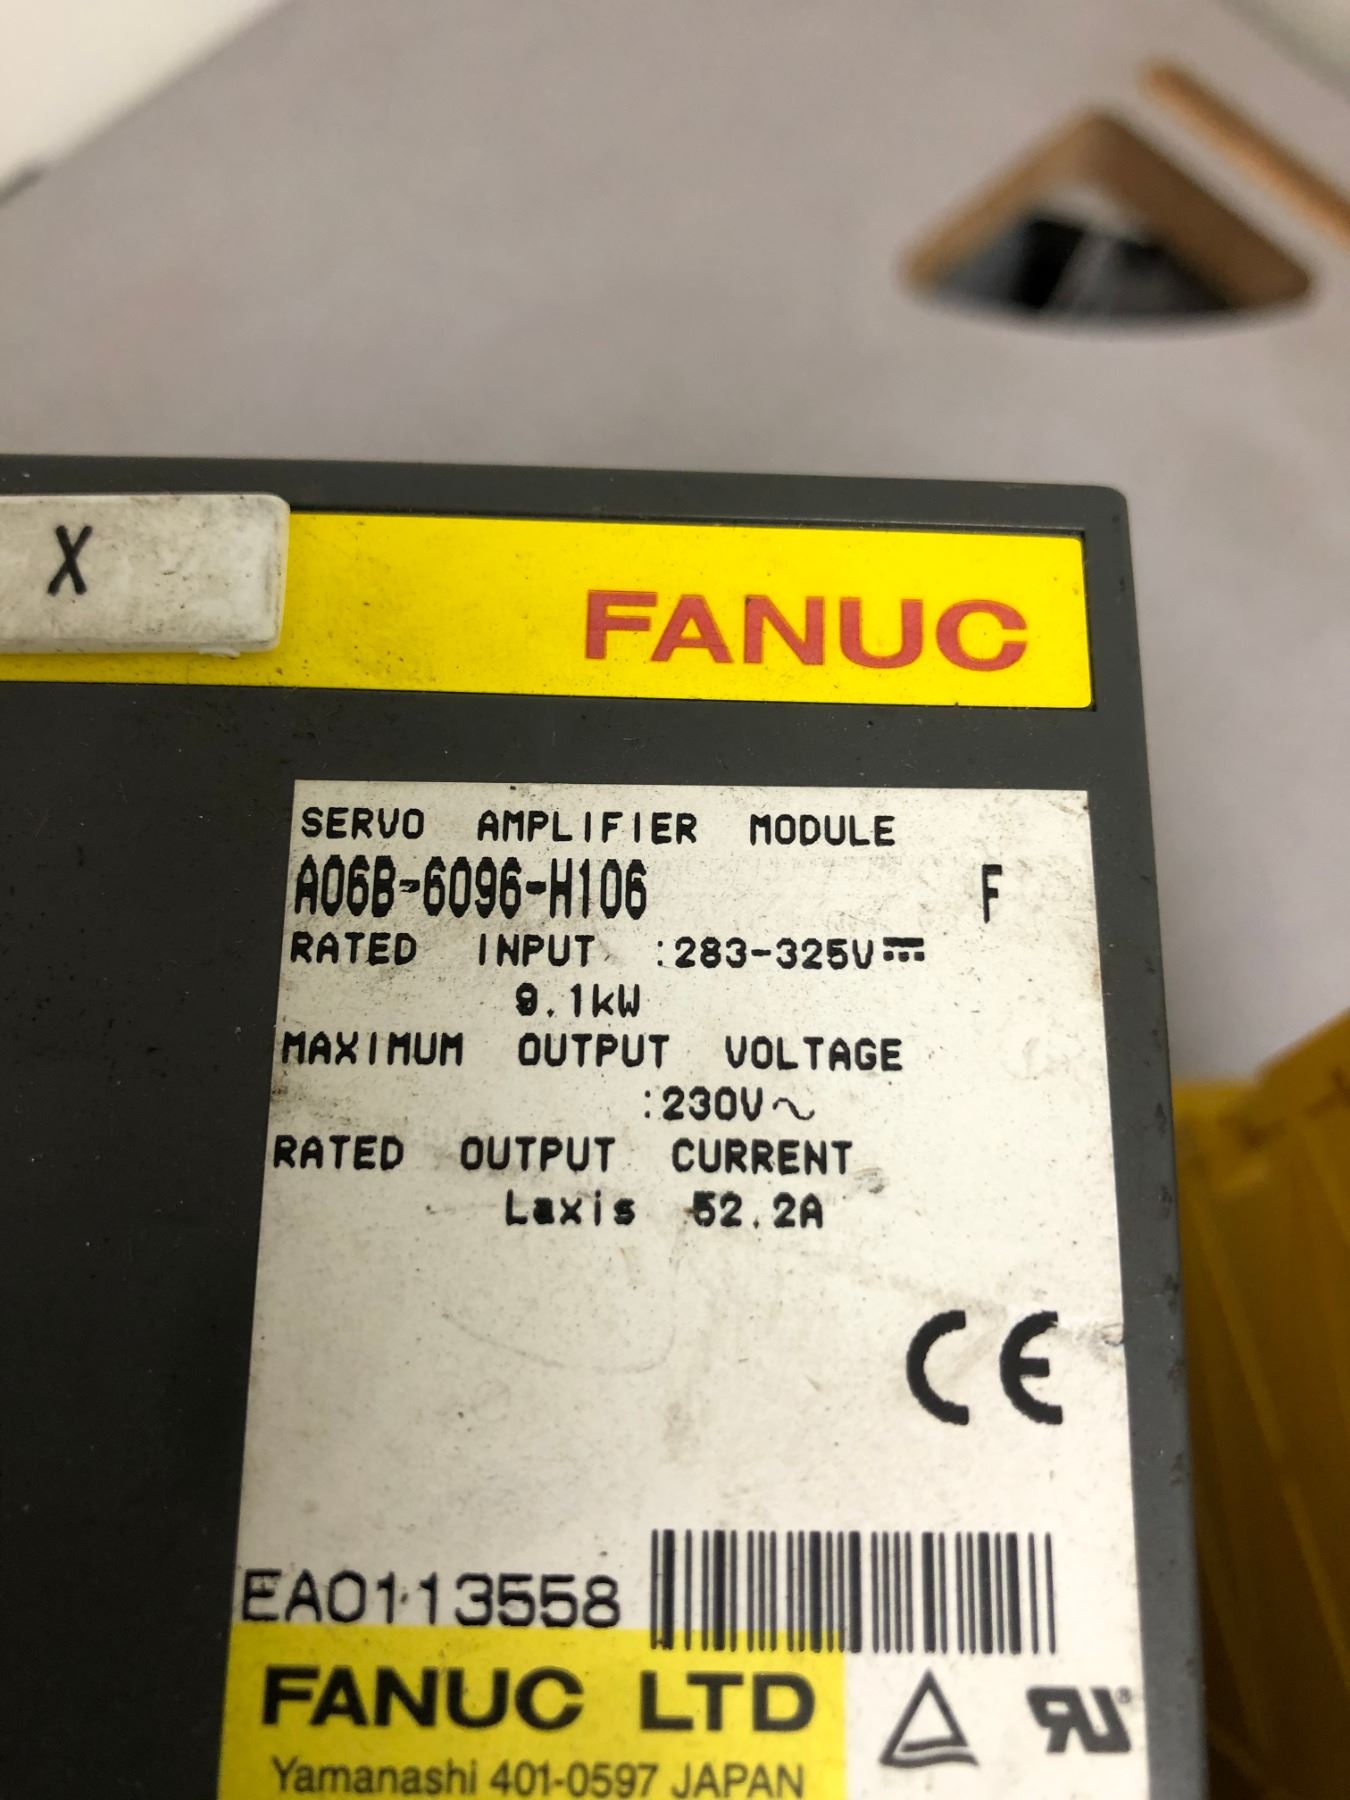 X
FANUC
SERVO AMPLIFIER MODULE
A06B-6096-H106 F
RATED INPUT :283-325V⎓
9.1kW
MAXIMUM OUTPUT VOLTAGE
:230V~
RATED OUTPUT CURRENT
Laxis 52.2A
CE
EA0113558
FANUC LTD
Yamanashi 401-0597 JAPAN